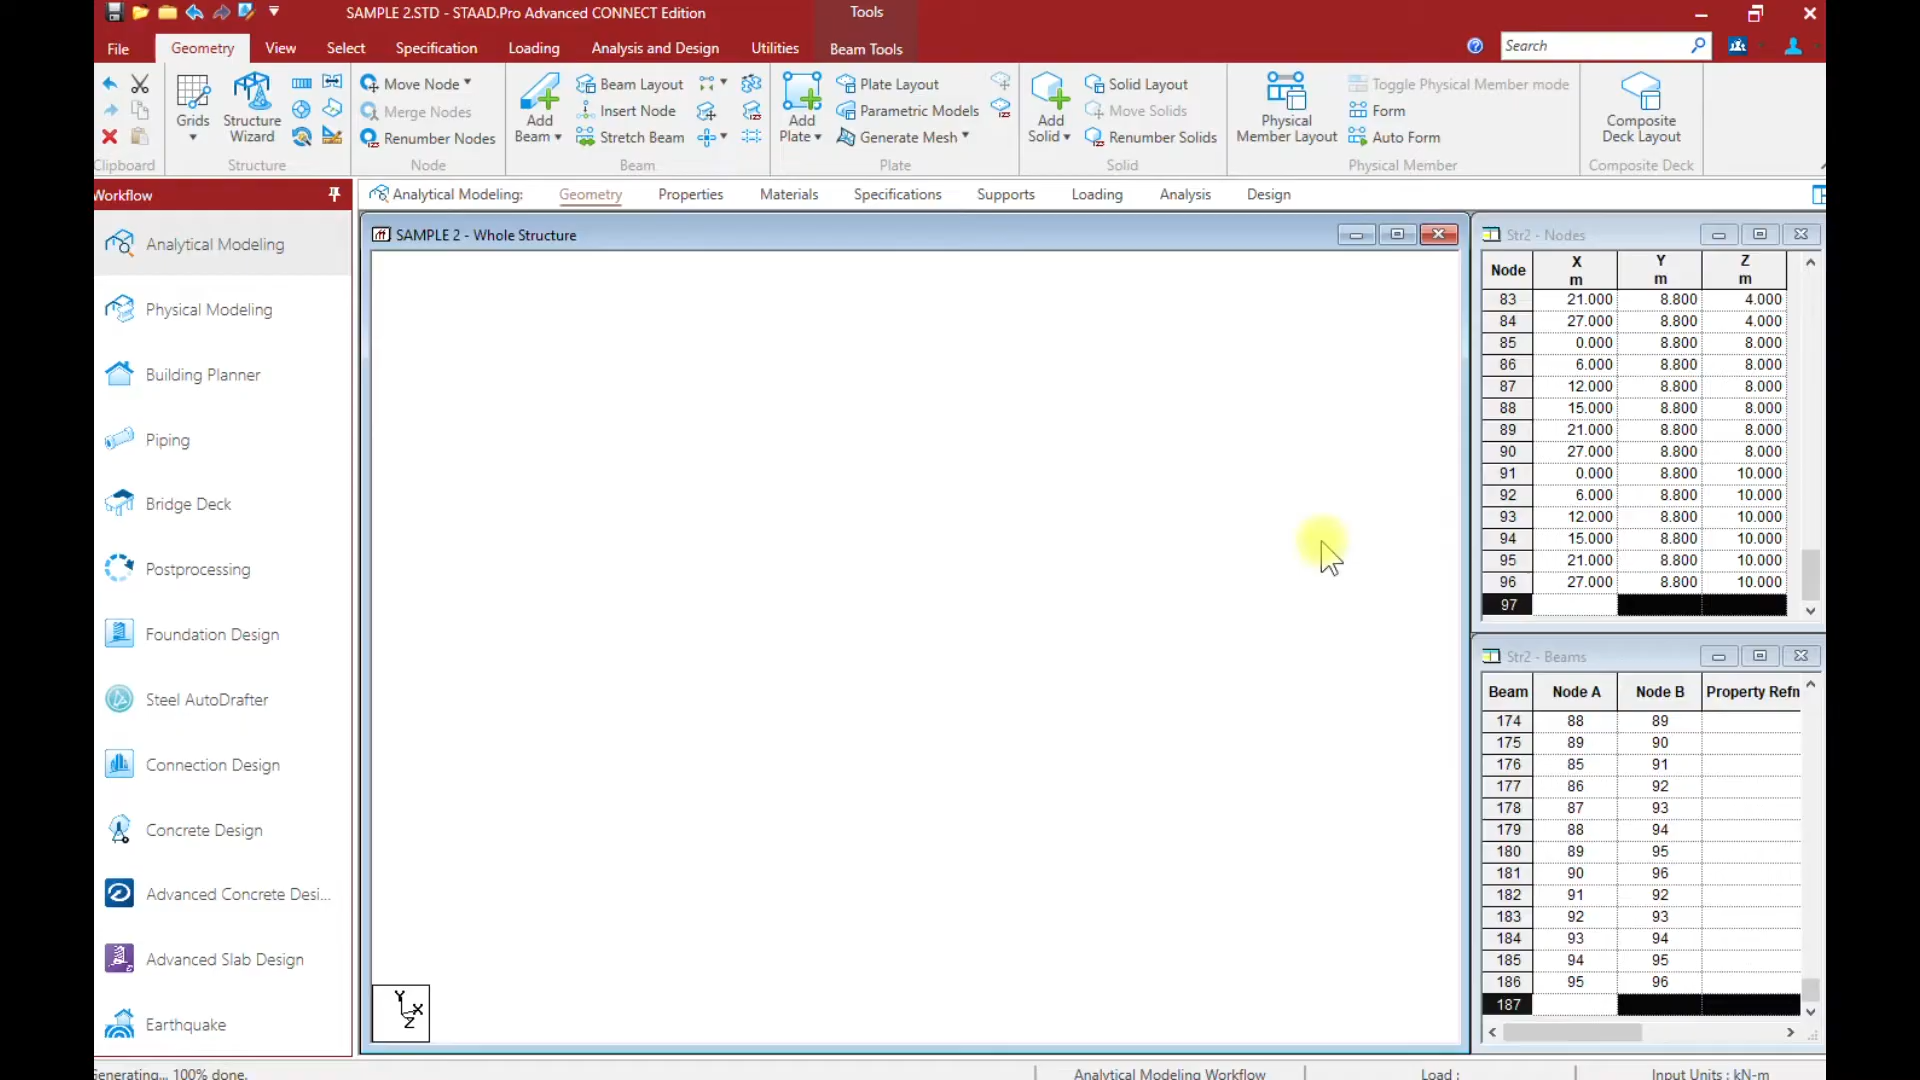 SAMPLE 2.STD - STAAD.Pro Advanced CONNECT Edition
Tools
File Geometry View Select Specification Loading Analysis and Design Utilities Beam Tools
Search
Grids
Structure Wizard
Structure
Clipboard
Move Node
Merge Nodes
Renumber Nodes
Node
Add Beam
Beam Layout
Insert Node
Stretch Beam
Beam
Add Plate
Plate Layout
Parametric Models
Generate Mesh
Plate
Add Solid
Solid Layout
Move Solids
Renumber Solids
Solid
Physical Member Layout
Toggle Physical Member mode
Form
Auto Form
Physical Member
Composite Deck Layout
Composite Deck
Workflow
Analytical Modeling: Geometry Properties Materials Specifications Supports Loading Analysis Design
Analytical Modeling
Physical Modeling
Building Planner
Piping
Bridge Deck
Postprocessing
Foundation Design
Steel AutoDrafter
Connection Design
Concrete Design
Advanced Concrete Desi...
Advanced Slab Design
Earthquake
SAMPLE 2 - Whole Structure
Y
X
Z
Str2 - Nodes
Node X m Y m Z m
83 21.000 8.800 4.000
84 27.000 8.800 4.000
85 0.000 8.800 8.000
86 6.000 8.800 8.000
87 12.000 8.800 8.000
88 15.000 8.800 8.000
89 21.000 8.800 8.000
90 27.000 8.800 8.000
91 0.000 8.800 10.000
92 6.000 8.800 10.000
93 12.000 8.800 10.000
94 15.000 8.800 10.000
95 21.000 8.800 10.000
96 27.000 8.800 10.000
97
Str2 - Beams
Beam Node A Node B Property Refn
174 88 89
175 89 90
176 85 91
177 86 92
178 87 93
179 88 94
180 89 95
181 90 96
182 91 92
183 92 93
184 93 94
185 94 95
186 95 96
187
Generating... 100% done.
Analytical Modeling Workflow
Load :
Input Units : kN-m